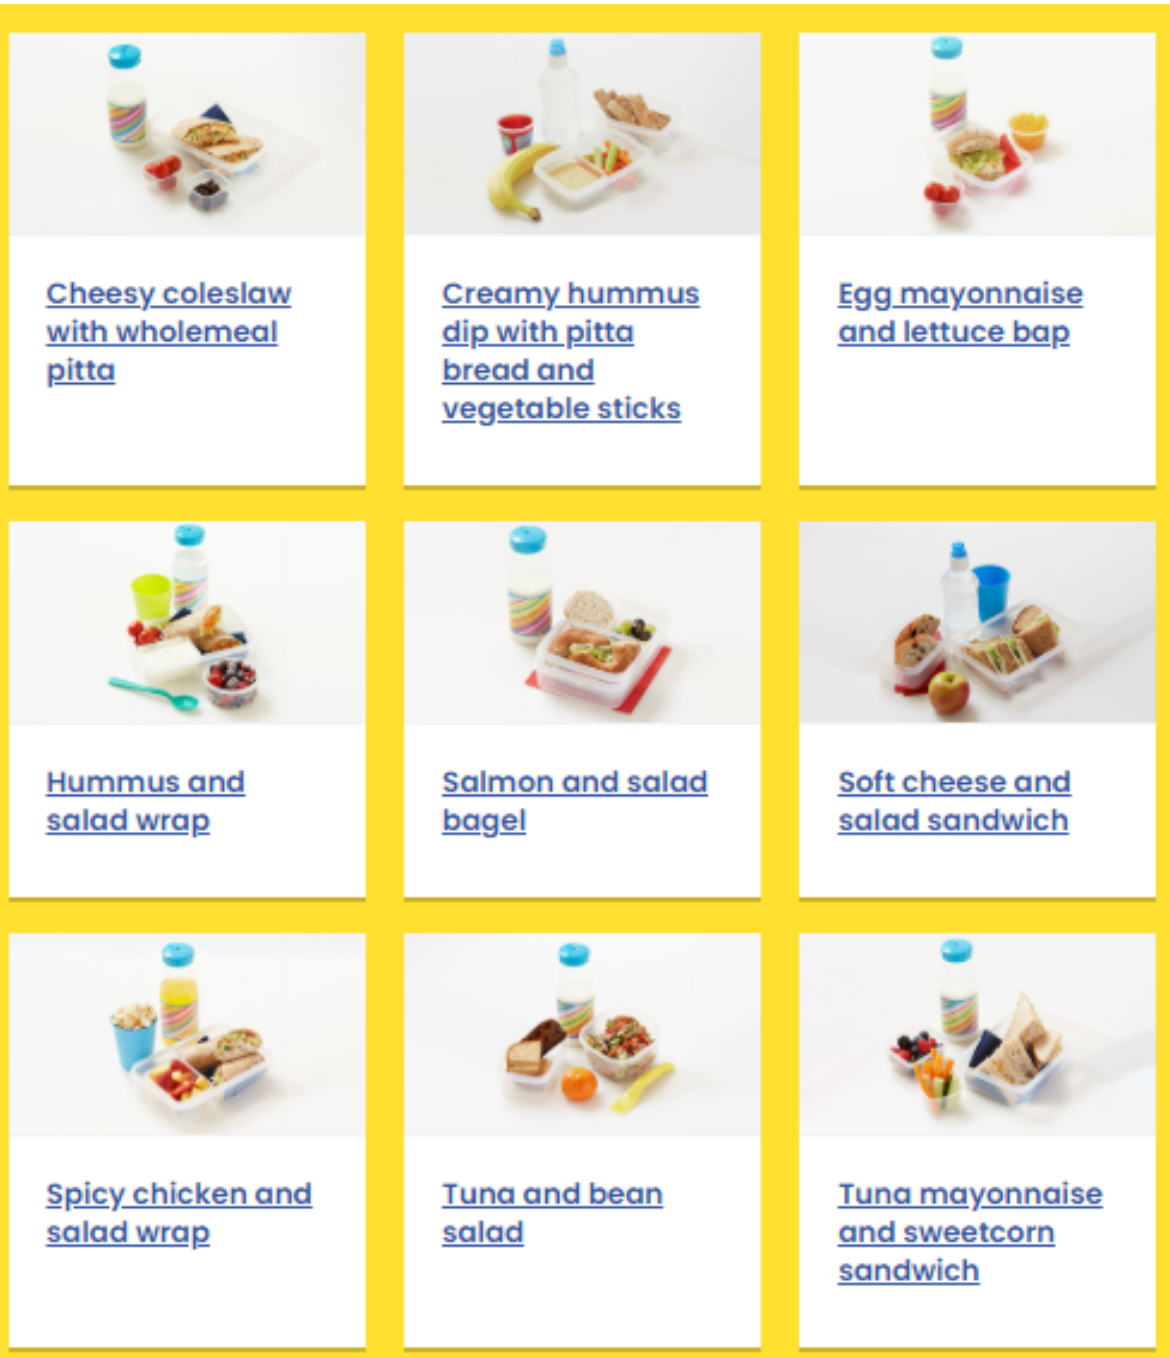 Cheesy coleslaw
with wholemeal
pitta
Creamy hummus
dip with pitta
bread and
vegetable sticks
Egg mayonnaise
and lettuce bap
Hummus and
salad wrap
Salmon and salad
bagel
Soft cheese and
salad sandwich
Spicy chicken and
salad wrap
Tuna and bean
salad
Tuna mayonnaise
and sweetcorn
sandwich